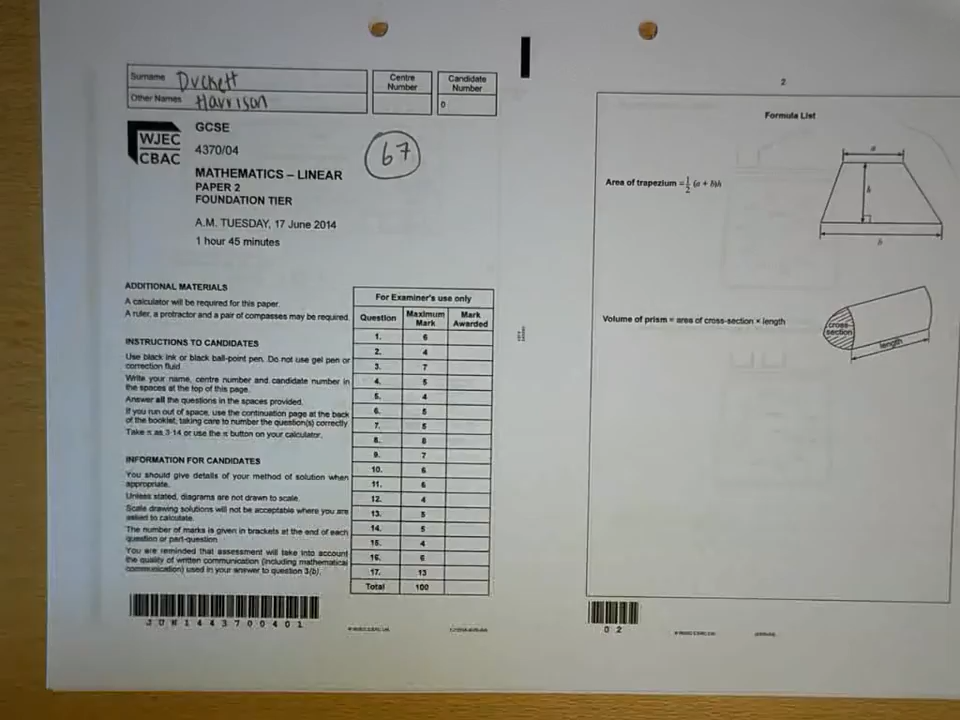 Surname Duckett
Other Names Harrison
Centre
Number
Candidate
Number
0
WJEC
CBAC
GCSE
4370/04
67
MATHEMATICS – LINEAR
PAPER 2
FOUNDATION TIER
A.M. TUESDAY, 17 June 2014
1 hour 45 minutes
ADDITIONAL MATERIALS
A calculator will be required for this paper.
A ruler, a protractor and a pair of compasses may be required.
INSTRUCTIONS TO CANDIDATES
Use black ink or black ball-point pen. Do not use gel pen or
correction fluid.
Write your name, centre number and candidate number in
the spaces at the top of this page.
Answer all the questions in the spaces provided.
If you run out of space, use the continuation page at the back
of the booklet, taking care to number the question(s) correctly.
Take π as 3·14 or use the π button on your calculator.
INFORMATION FOR CANDIDATES
You should give details of your method of solution when
appropriate.
Unless stated, diagrams are not drawn to scale.
Scale drawing solutions will not be acceptable where you are
asked to calculate.
The number of marks is given in brackets at the end of each
question or part-question.
You are reminded that assessment will take into account
the quality of written communication (including mathematical
communication) used in your answer to question 3(b).
For Examiner's use only
Question Maximum Mark Mark Awarded
1. 6
2. 4
3. 7
4. 5
5. 4
6. 5
7. 5
8.
9. 7
10. 6
11. 6
12. 4
13. 5
14. 5
15. 4
16. 6
17. 13
Total 100
JUN144370040 1
2
Formula List
Area of trapezium = ½ (a + b)h
a
h
b
Volume of prism = area of cross-section × length
cross-
section
length
02